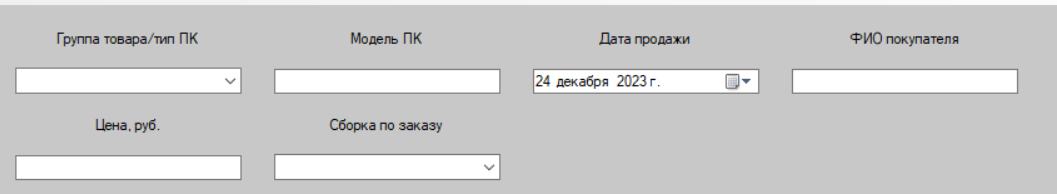 Группа товара/тип ПК
Модель ПК
Дата продажи
ФИО покупателя
24 декабря 2023 г.
Цена, руб.
Сборка по заказу